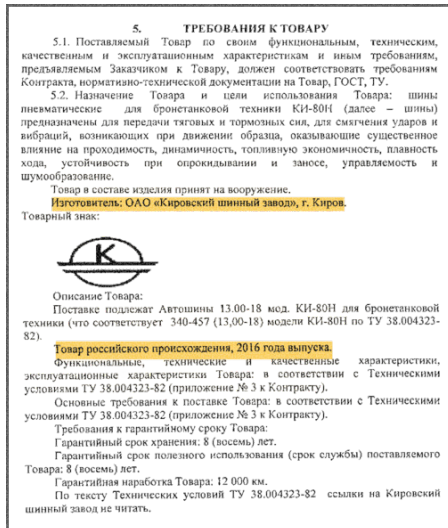 5. ТРЕБОВАНИЯ К ТОВАРУ
5.1. Поставляемый Товар по своим функциональным, техническим,
качественным и эксплуатационным характеристикам и иным требованиям,
предъявляемым Заказчиком к Товару, должен соответствовать требованиям
Контракта, нормативно-технической документации на Товар, ГОСТ, ТУ.
5.2. Назначение Товара и цели использования Товара: шины
пневматические для бронетанковой техники КИ-80Н (далее – шины)
предназначены для передачи тяговых и тормозных сил, для смягчения ударов и
вибраций, возникающих при движении образца, оказывающие существенное
влияние на проходимость, динамичность, топливную экономичность, плавность
хода, устойчивость при опрокидывании и заносе, управляемость и
шумообразование.
Товар в составе изделия принят на вооружение.
Изготовитель: ОАО «Кировский шинный завод», г. Киров.
Товарный знак:
К
Описание Товара:
Поставке подлежат Автошины 13.00-18 мод. КИ-80Н для бронетанковой
техники (что соответствует 340-457 (13,00-18) модели КИ-80Н по ТУ 38.004323-
82).
Товар российского происхождения, 2016 года выпуска.
Функциональные, технические и качественные характеристики,
эксплуатационные характеристики Товара: в соответствии с Техническими
условиями ТУ 38.004323-82 (приложение № 3 к Контракту).
Основные требования к поставке Товара: в соответствии с Техническими
условиями ТУ 38.004323-82 (приложение № 3 к Контракту).
Требования к гарантийному сроку Товара:
Гарантийный срок хранения: 8 (восемь) лет.
Гарантийный срок полезного использования (срок службы) поставляемого
Товара: 8 (восемь) лет.
Гарантийная наработка Товара: 12 000 км.
По тексту Технических условий ТУ 38.004323-82 ссылки на Кировский
шинный завод не читать.